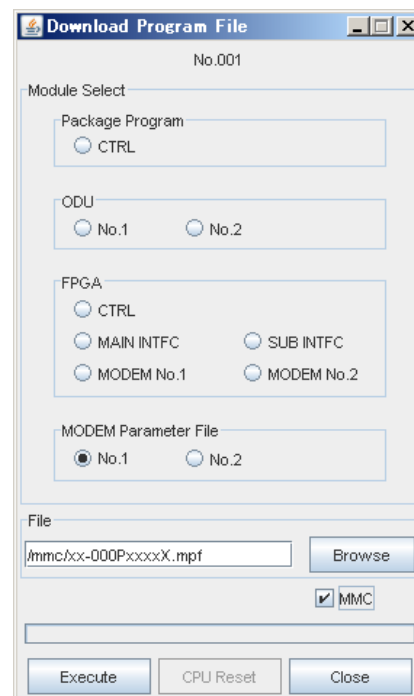 Download Program File
No.001
Module Select
Package Program
CTRL
ODU
No.1 No.2
FPGA
CTRL
MAIN INTFC SUB INTFC
MODEM No.1 MODEM No.2
MODEM Parameter File
No.1 No.2
File
/mmc/xx-000PxxxxX.mpf Browse
MMC
Execute CPU Reset Close